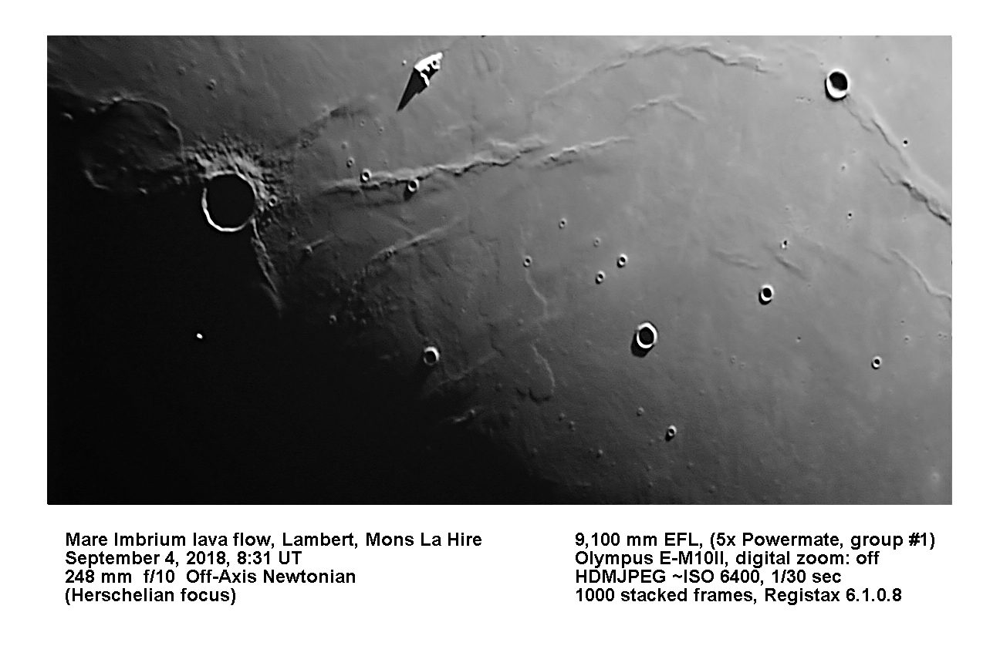 Mare Imbrium lava flow, Lambert, Mons La Hire
September 4, 2018, 8:31 UT
248 mm  f/10  Off-Axis Newtonian
(Herschelian focus)
9,100 mm EFL, (5x Powermate, group #1)
Olympus E-M10II, digital zoom: off
HDMJPEG ~ISO 6400, 1/30 sec
1000 stacked frames, Registax 6.1.0.8